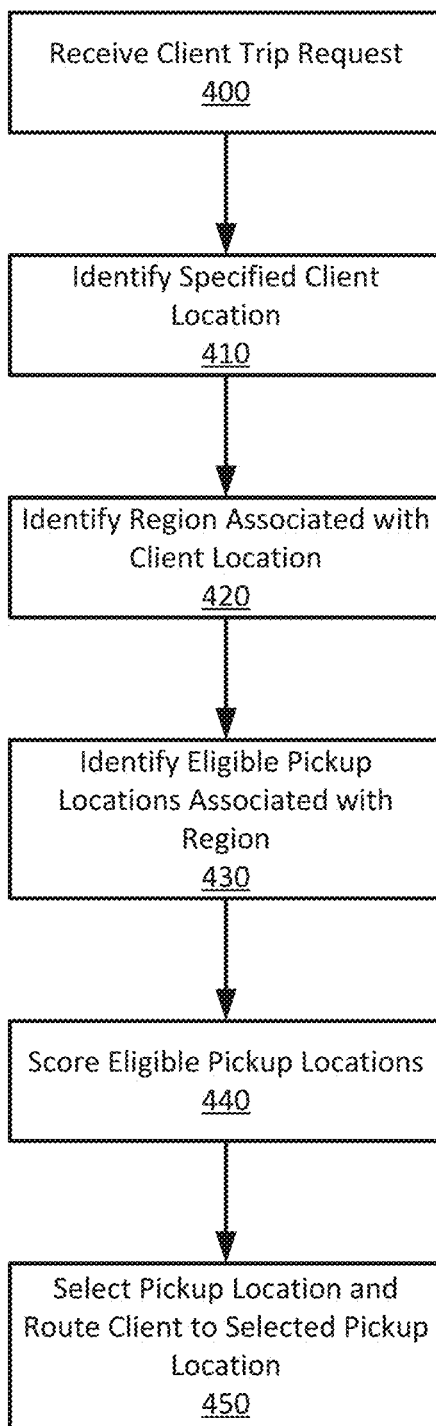 Receive Client Trip Request
400
Identify Specified Client
Location
410
Identify Region Associated with
Client Location
420
Identify Eligible Pickup
Locations Associated with
Region
430
Score Eligible Pickup Locations
440
Select Pickup Location and
Route Client to Selected Pickup
Location
450